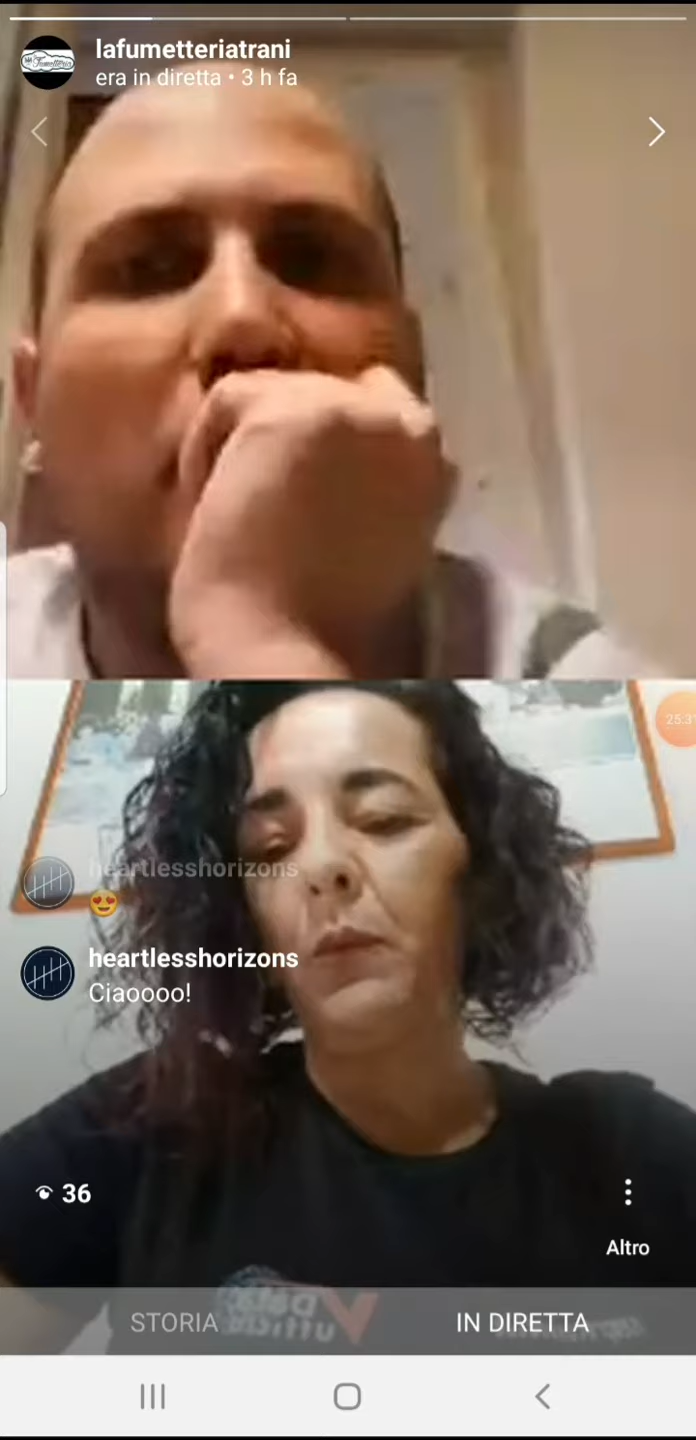 lafumetteriatrani
era in diretta • 3 h fa
heartlesshorizons
😍
heartlesshorizons
Ciaoooo!
36
Altro
STORIA
IN DIRETTA